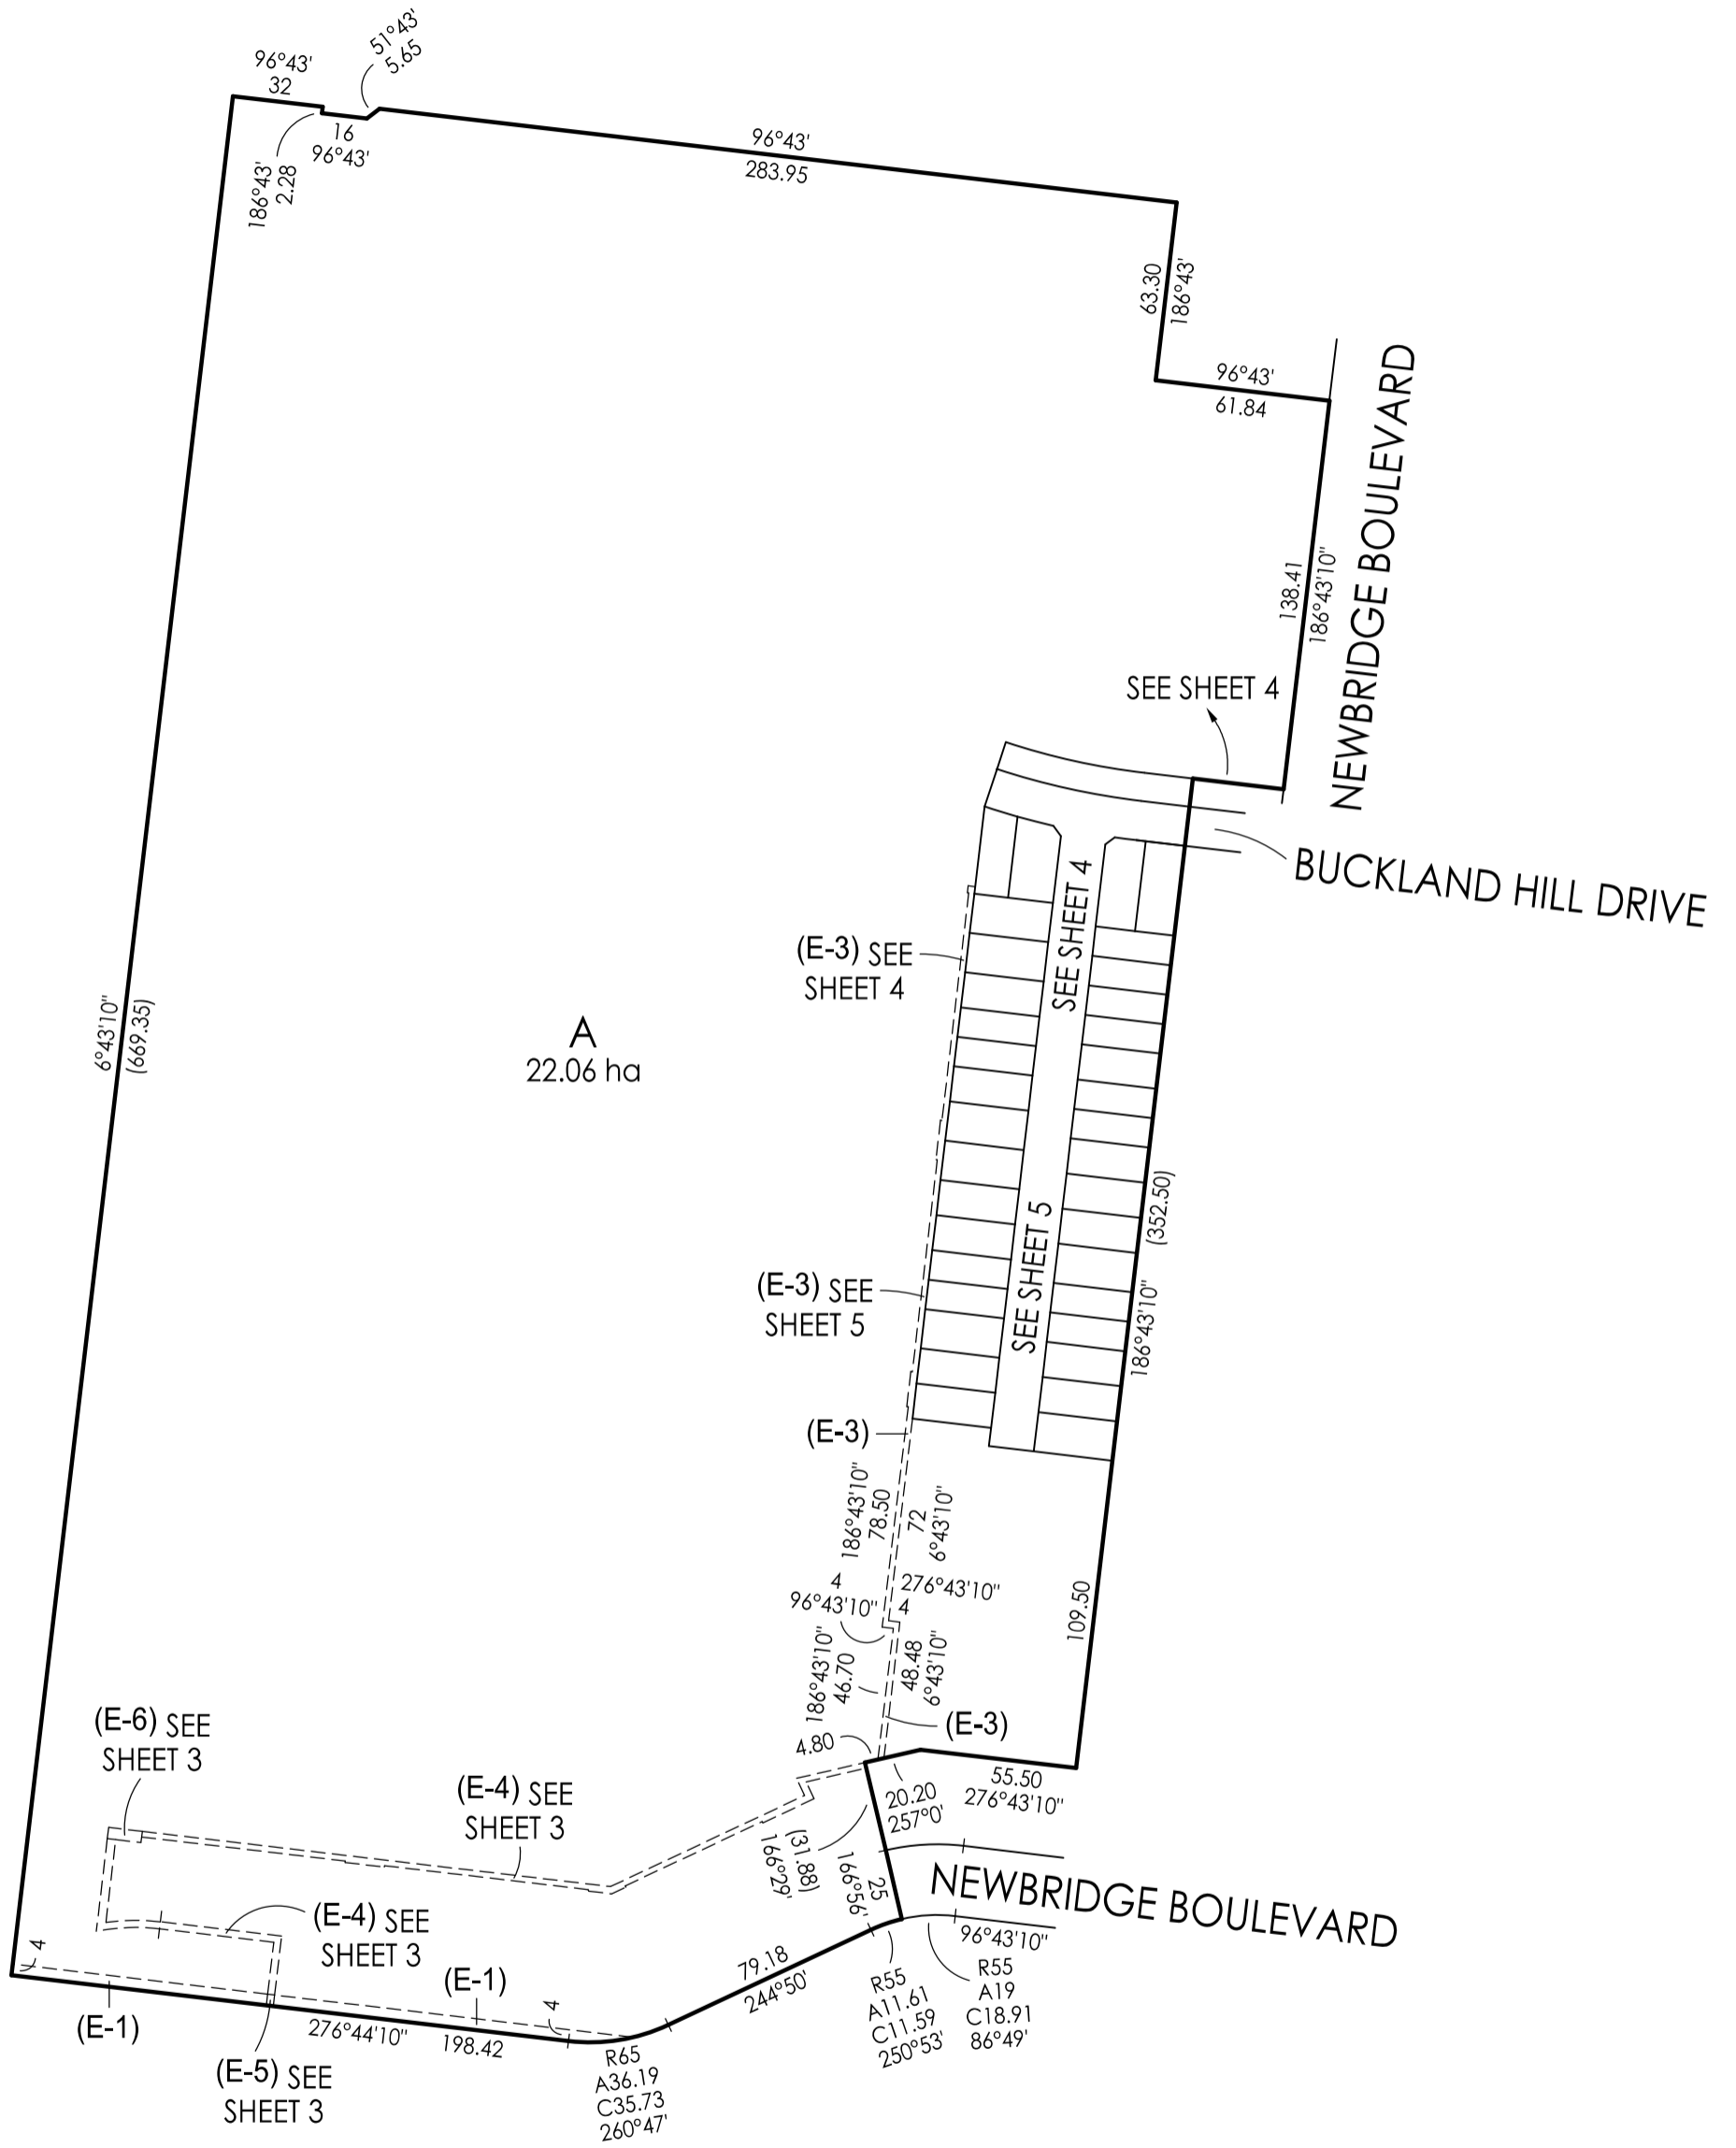 96°43'
32
51°43'
5.65
186°43'
2.28
16
96°43'
96°43'
283.95
63.30
186°43'
96°43'
61.84
138.41
186°43'10"
NEWBRIDGE BOULEVARD
SEE SHEET 4
BUCKLAND HILL DRIVE
SEE SHEET 4
(E-3) SEE
SHEET 4
6°43'10"
(669.35)
A
22.06 ha
(352.50)
186°43'10"
SEE SHEET 5
(E-3) SEE
SHEET 5
(E-3)
186°43'10"
78.50
72
6°43'10"
276°43'10"
4
4
96°43'10"
109.50
186°43'10"
46.70
48.48
6°43'10"
(E-3)
4.80
55.50
276°43'10"
20.20
257°0'
(E-6) SEE
SHEET 3
(E-4) SEE
SHEET 3
(31.88)
166°29'
25
166°56'
NEWBRIDGE BOULEVARD
96°43'10"
(E-4) SEE
SHEET 3
4
(E-1)
(E-1)
4
276°44'10"
198.42
(E-5) SEE
SHEET 3
79.18
244°50'
R65
A36.19
C35.73
260°47'
R55
A11.61
C11.59
250°53'
R55
A19
C18.91
86°49'